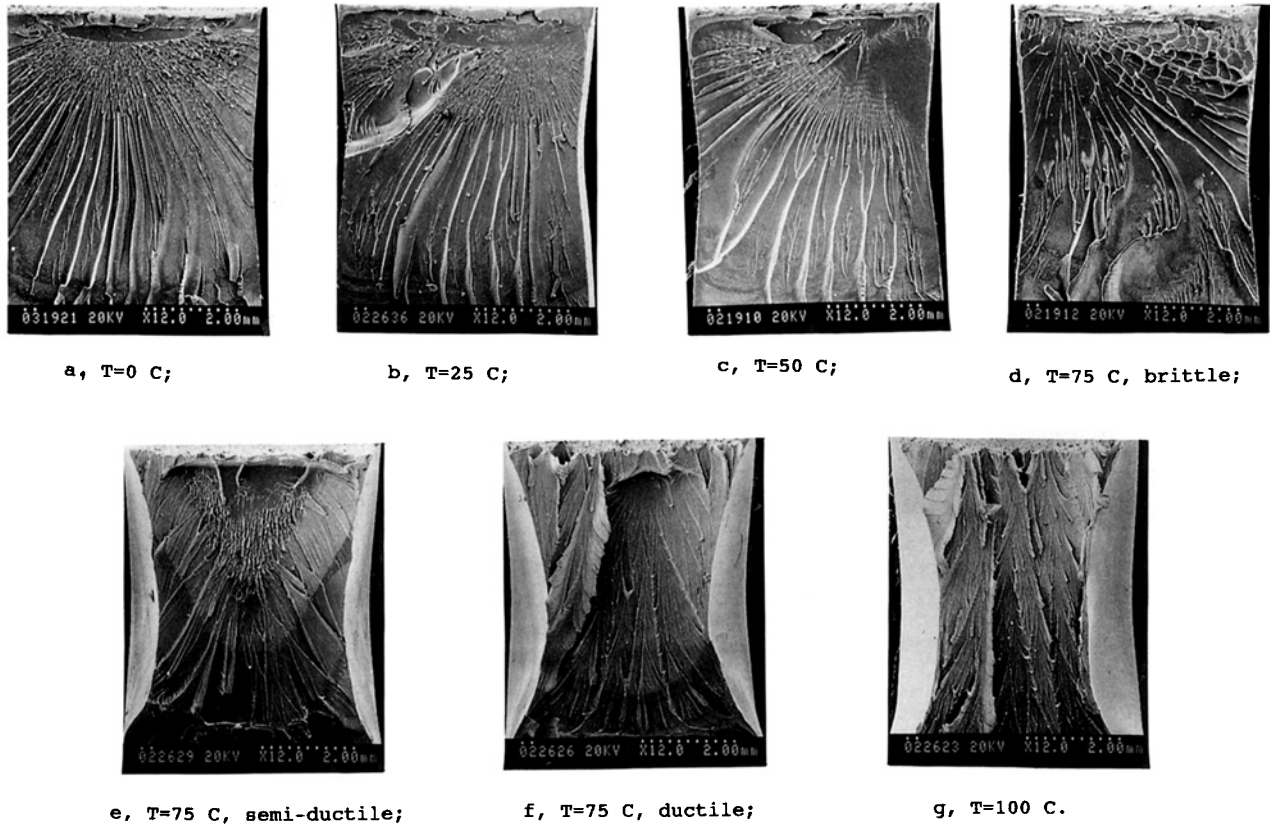 031921 20KV X12.0 2.00mm
022636 20KV X12.0 2.00mm
021910 20KV X12.0 2.00mm
021912 20KV X12.0 2.00mm
a, T=0 C;
b, T=25 C;
c, T=50 C;
d, T=75 C, brittle;
022629 20KV X12.0 2.00mm
022626 20KV X12.0 2.00mm
022623 20KV X12.0 2.00mm
e, T=75 C, semi-ductile;
f, T=75 C, ductile;
g, T=100 C.